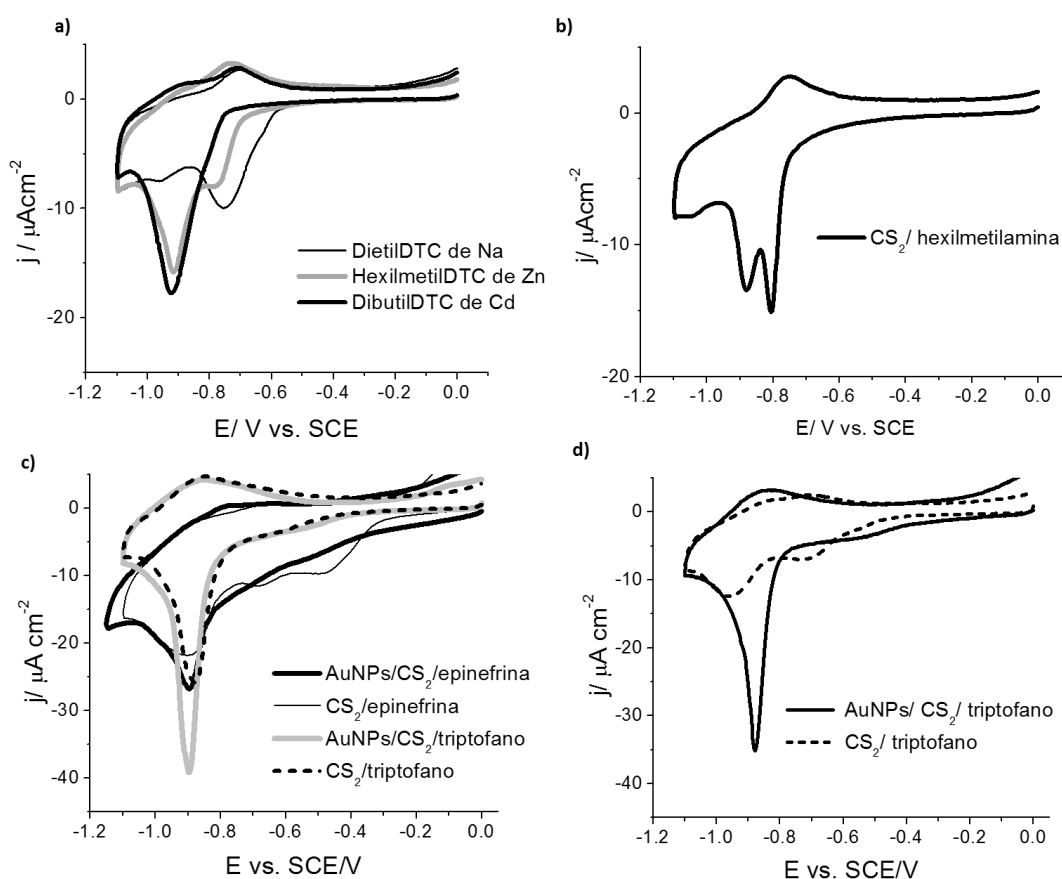 a)
0
-10
-20
j/ μAcm⁻²
-1.2 -1.0 -0.8 -0.6 -0.4 -0.2 0.0
E/ V vs. SCE
DietilDTC de Na
HexilmetilDTC de Zn
DibutilDTC de Cd
b)
0
-10
-20
j/ μAcm⁻²
-1.2 -1.0 -0.8 -0.6 -0.4 -0.2 0.0
E/ V vs. SCE
CS₂/ hexilmetilamina
c)
0
-10
-20
-30
-40
j/ μA cm⁻²
-1.2 -1.0 -0.8 -0.6 -0.4 -0.2 0.0
E vs. SCE/V
AuNPs/CS₂/epinefrina
CS₂/epinefrina
AuNPs/CS₂/triptofano
CS₂/triptofano
d)
0
-10
-20
-30
-40
j/ μA cm⁻²
-1.2 -1.0 -0.8 -0.6 -0.4 -0.2 0.0
E vs. SCE/V
AuNPs/ CS₂/ triptofano
CS₂/ triptofano